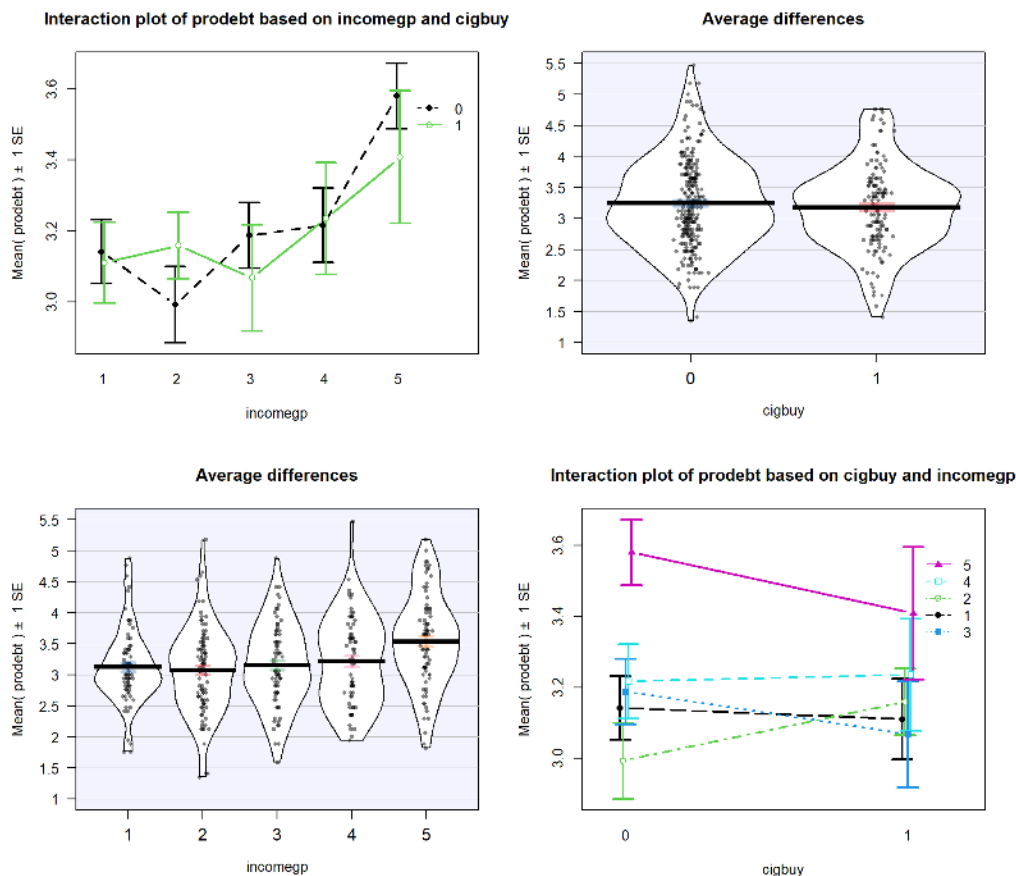 Interaction plot of prodebt based on incomegp and cigbuy
Mean( prodebt ) ± 1 SE
3.6
3.4
3.2
3.0
0
1
1 2 3 4 5
incomegp
Average differences
Mean( prodebt ) ± 1 SE
5.5
5
4.5
4
3.5
3
2.5
2
1.5
1
0 1
cigbuy
Average differences
Mean( prodebt ) ± 1 SE
5.5
5
4.5
4
3.5
3
2.5
2
1.5
1
1 2 3 4 5
incomegp
Interaction plot of prodebt based on cigbuy and incomegp
Mean( prodebt ) ± 1 SE
3.6
3.4
3.2
3.0
5
4
2
1
3
0 1
cigbuy